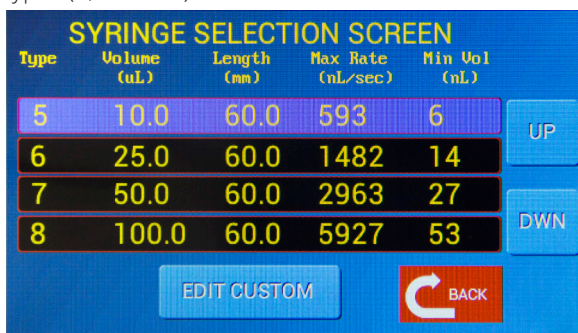 SYRINGE SELECTION SCREEN
Type Volume Length Max Rate Min Vol
(uL) (mm) (nL/sec) (nL)
5 10.0 60.0 593 6
6 25.0 60.0 1482 14
7 50.0 60.0 2963 27
8 100.0 60.0 5927 53
UP
DWN
EDIT CUSTOM
BACK